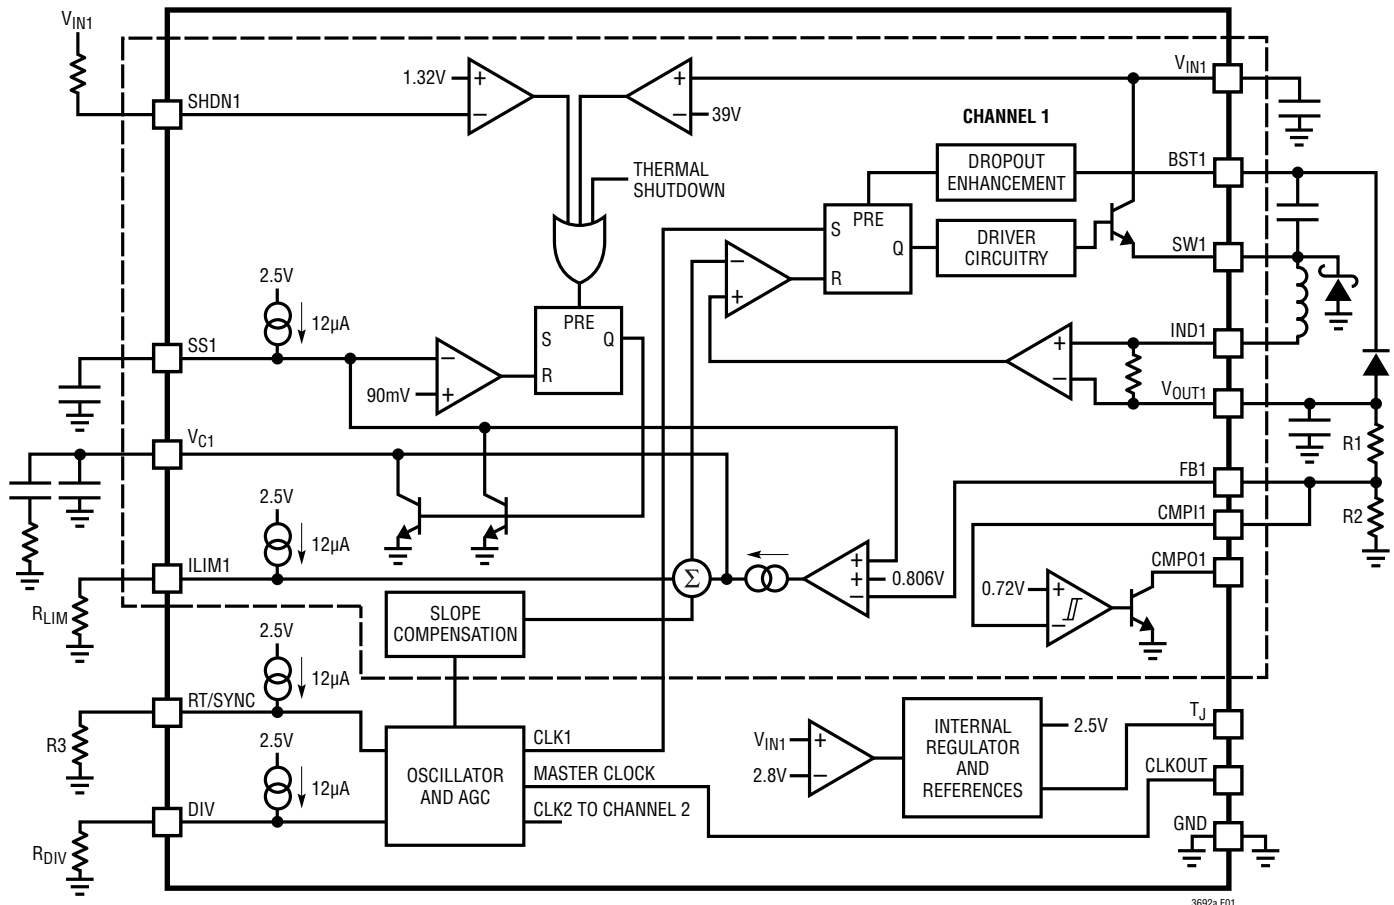 VIN1
SHDN1
1.32V
+
−
+
−
39V
THERMAL
SHUTDOWN
CHANNEL 1
VIN1
DROPOUT
ENHANCEMENT
BST1
PRE
S
Q
R
DRIVER
CIRCUITRY
SW1
−
+
2.5V
12µA
SS1
PRE
S
Q
R
−
+
90mV
IND1
+
−
VOUT1
R1
VC1
FB1
CMPI1
R2
2.5V
12µA
ILIM1
RLIM
Σ
+
+
−
0.806V
CMPO1
0.72V
+
−
SLOPE
COMPENSATION
2.5V
12µA
RT/SYNC
R3
2.5V
12µA
DIV
RDIV
OSCILLATOR
AND AGC
CLK1
MASTER CLOCK
CLK2 TO CHANNEL 2
VIN1
+
2.8V
−
INTERNAL
REGULATOR
AND
REFERENCES
2.5V
TJ
CLKOUT
GND
3692a F01